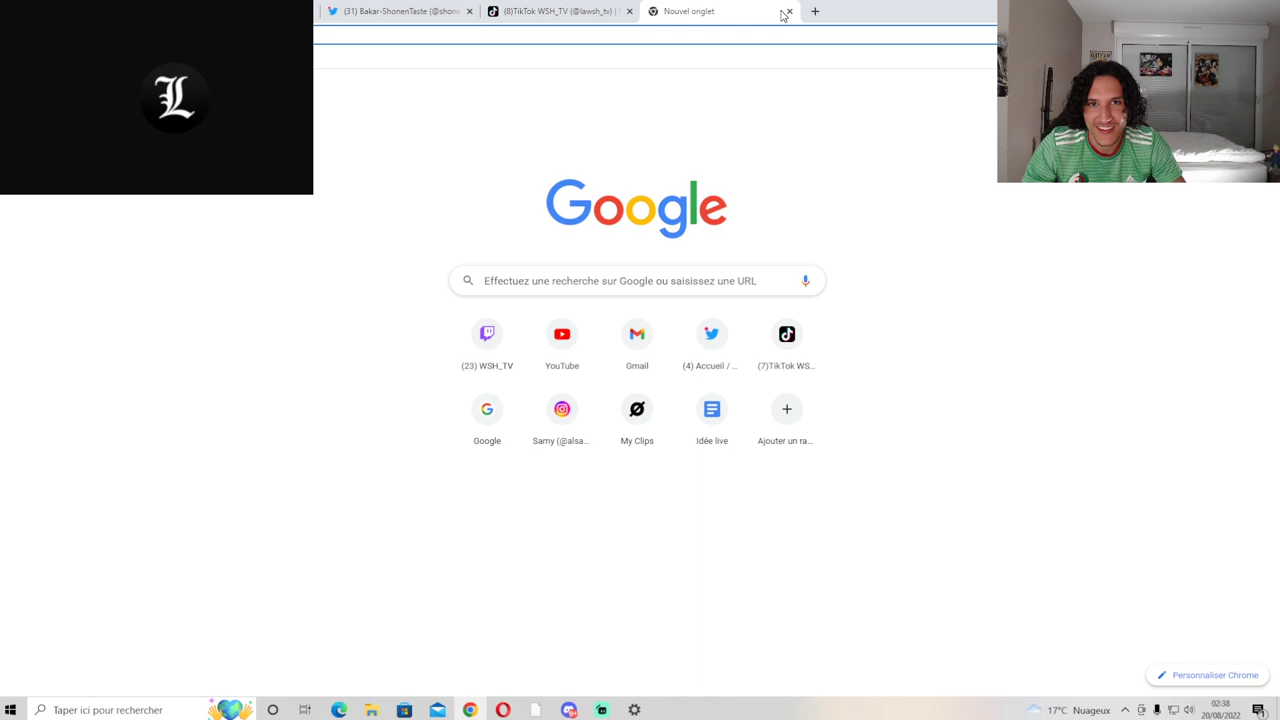 (31) Bakar-ShonenTaste (@shone
(8)TikTok WSH_TV (@lawsh_tv) |
Nouvel onglet
L
Google
Effectuez une recherche sur Google ou saisissez une URL
(23) WSH_TV
YouTube
Gmail
(4) Accueil / ...
(7)TikTok WS...
Google
Samy (@alsa...
My Clips
Idée live
Ajouter un ra...
Personnaliser Chrome
Taper ici pour rechercher
17°C Nuageux
02:38
20/08/2022